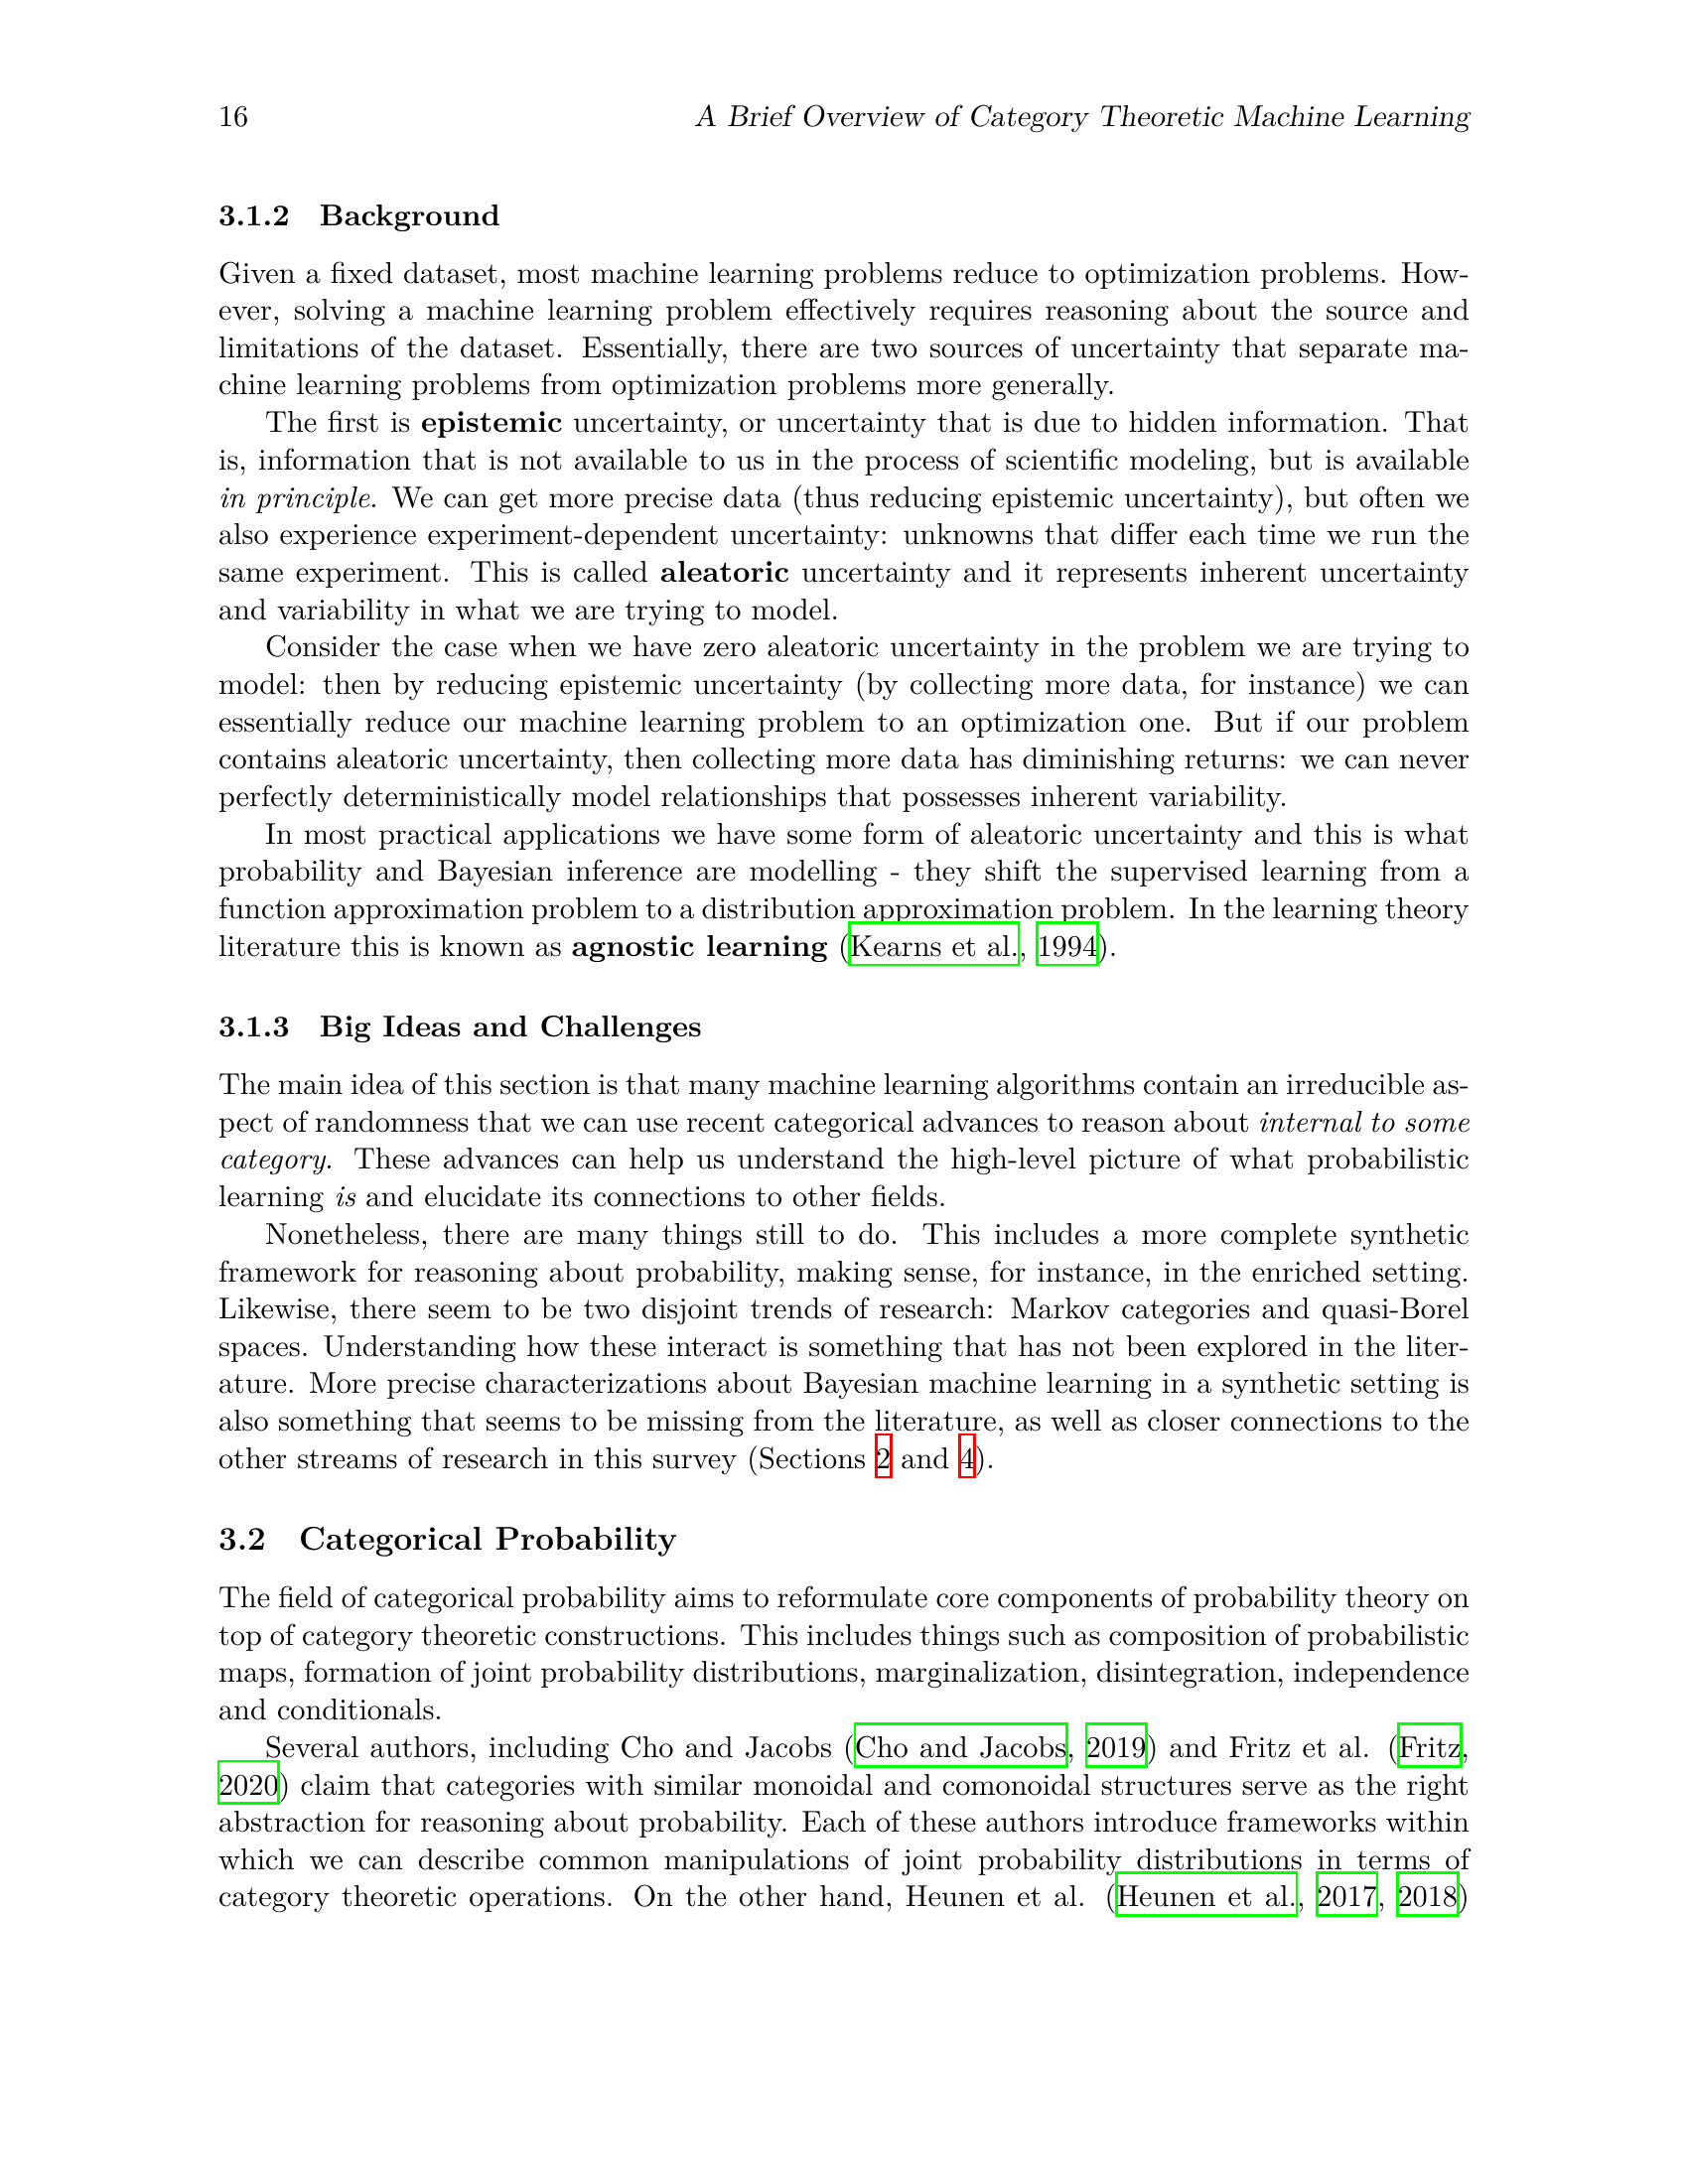 16 A Brief Overview of Category Theoretic Machine Learning
3.1.2 Background
Given a fixed dataset, most machine learning problems reduce to optimization problems. How-
ever, solving a machine learning problem effectively requires reasoning about the source and
limitations of the dataset. Essentially, there are two sources of uncertainty that separate ma-
chine learning problems from optimization problems more generally.
The first is epistemic uncertainty, or uncertainty that is due to hidden information. That
is, information that is not available to us in the process of scientific modeling, but is available
in principle. We can get more precise data (thus reducing epistemic uncertainty), but often we
also experience experiment-dependent uncertainty: unknowns that differ each time we run the
same experiment. This is called aleatoric uncertainty and it represents inherent uncertainty
and variability in what we are trying to model.
Consider the case when we have zero aleatoric uncertainty in the problem we are trying to
model: then by reducing epistemic uncertainty (by collecting more data, for instance) we can
essentially reduce our machine learning problem to an optimization one. But if our problem
contains aleatoric uncertainty, then collecting more data has diminishing returns: we can never
perfectly deterministically model relationships that possesses inherent variability.
In most practical applications we have some form of aleatoric uncertainty and this is what
probability and Bayesian inference are modelling - they shift the supervised learning from a
function approximation problem to a distribution approximation problem. In the learning theory
literature this is known as agnostic learning (Kearns et al., 1994).
3.1.3 Big Ideas and Challenges
The main idea of this section is that many machine learning algorithms contain an irreducible as-
pect of randomness that we can use recent categorical advances to reason about internal to some
category. These advances can help us understand the high-level picture of what probabilistic
learning is and elucidate its connections to other fields.
Nonetheless, there are many things still to do. This includes a more complete synthetic
framework for reasoning about probability, making sense, for instance, in the enriched setting.
Likewise, there seem to be two disjoint trends of research: Markov categories and quasi-Borel
spaces. Understanding how these interact is something that has not been explored in the liter-
ature. More precise characterizations about Bayesian machine learning in a synthetic setting is
also something that seems to be missing from the literature, as well as closer connections to the
other streams of research in this survey (Sections 2 and 4).
3.2 Categorical Probability
The field of categorical probability aims to reformulate core components of probability theory on
top of category theoretic constructions. This includes things such as composition of probabilistic
maps, formation of joint probability distributions, marginalization, disintegration, independence
and conditionals.
Several authors, including Cho and Jacobs (Cho and Jacobs, 2019) and Fritz et al. (Fritz,
2020) claim that categories with similar monoidal and comonoidal structures serve as the right
abstraction for reasoning about probability. Each of these authors introduce frameworks within
which we can describe common manipulations of joint probability distributions in terms of
category theoretic operations. On the other hand, Heunen et al. (Heunen et al., 2017, 2018)